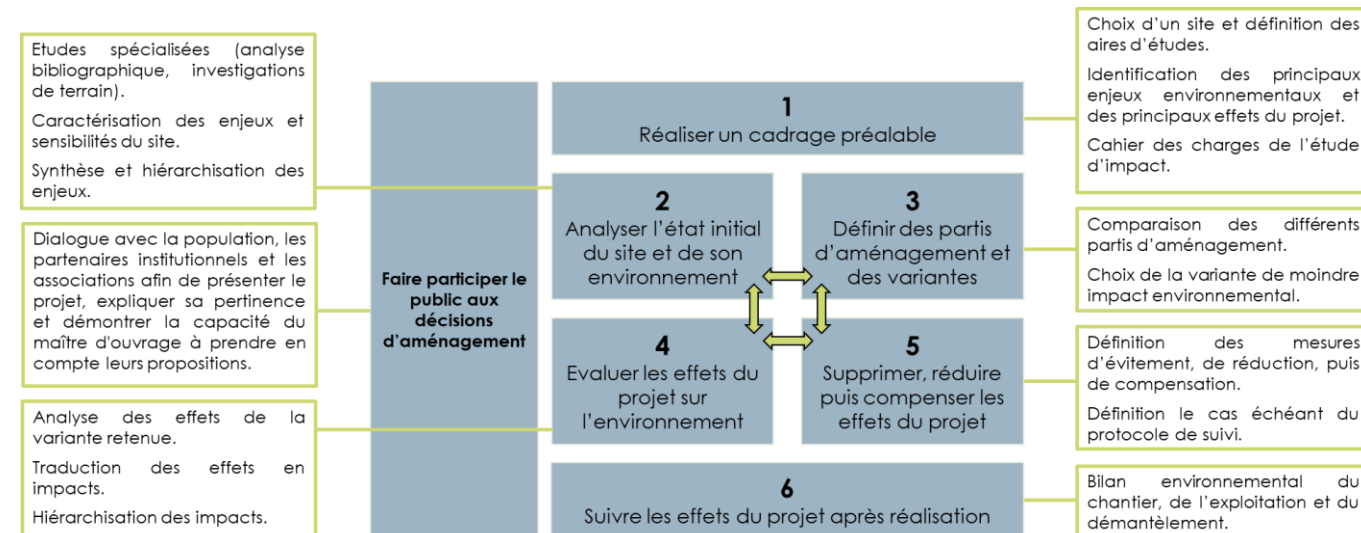 Etudes spécialisées (analyse
bibliographique, investigations
de terrain).
Caractérisation des enjeux et
sensibilités du site.
Synthèse et hiérarchisation des
enjeux.
Dialogue avec la population, les
partenaires institutionnels et les
associations afin de présenter le
projet, expliquer sa pertinence
et démontrer la capacité du
maître d'ouvrage à prendre en
compte leurs propositions.
Analyse des effets de la
variante retenue.
Traduction des effets en
impacts.
Hiérarchisation des impacts.
Faire participer le
public aux
décisions
d'aménagement
1
Réaliser un cadrage préalable
2
Analyser l'état initial
du site et de son
environnement
3
Définir des partis
d'aménagement et
des variantes
4
Evaluer les effets du
projet sur
l'environnement
5
Supprimer, réduire
puis compenser les
effets du projet
6
Suivre les effets du projet après réalisation
Choix d'un site et définition des
aires d'études.
Identification des principaux
enjeux environnementaux et
des principaux effets du projet.
Cahier des charges de l'étude
d'impact.
Comparaison des différents
partis d'aménagement.
Choix de la variante de moindre
impact environnemental.
Définition des mesures
d'évitement, de réduction, puis
de compensation.
Définition le cas échéant du
protocole de suivi.
Bilan environnemental du
chantier, de l'exploitation et du
démantèlement.